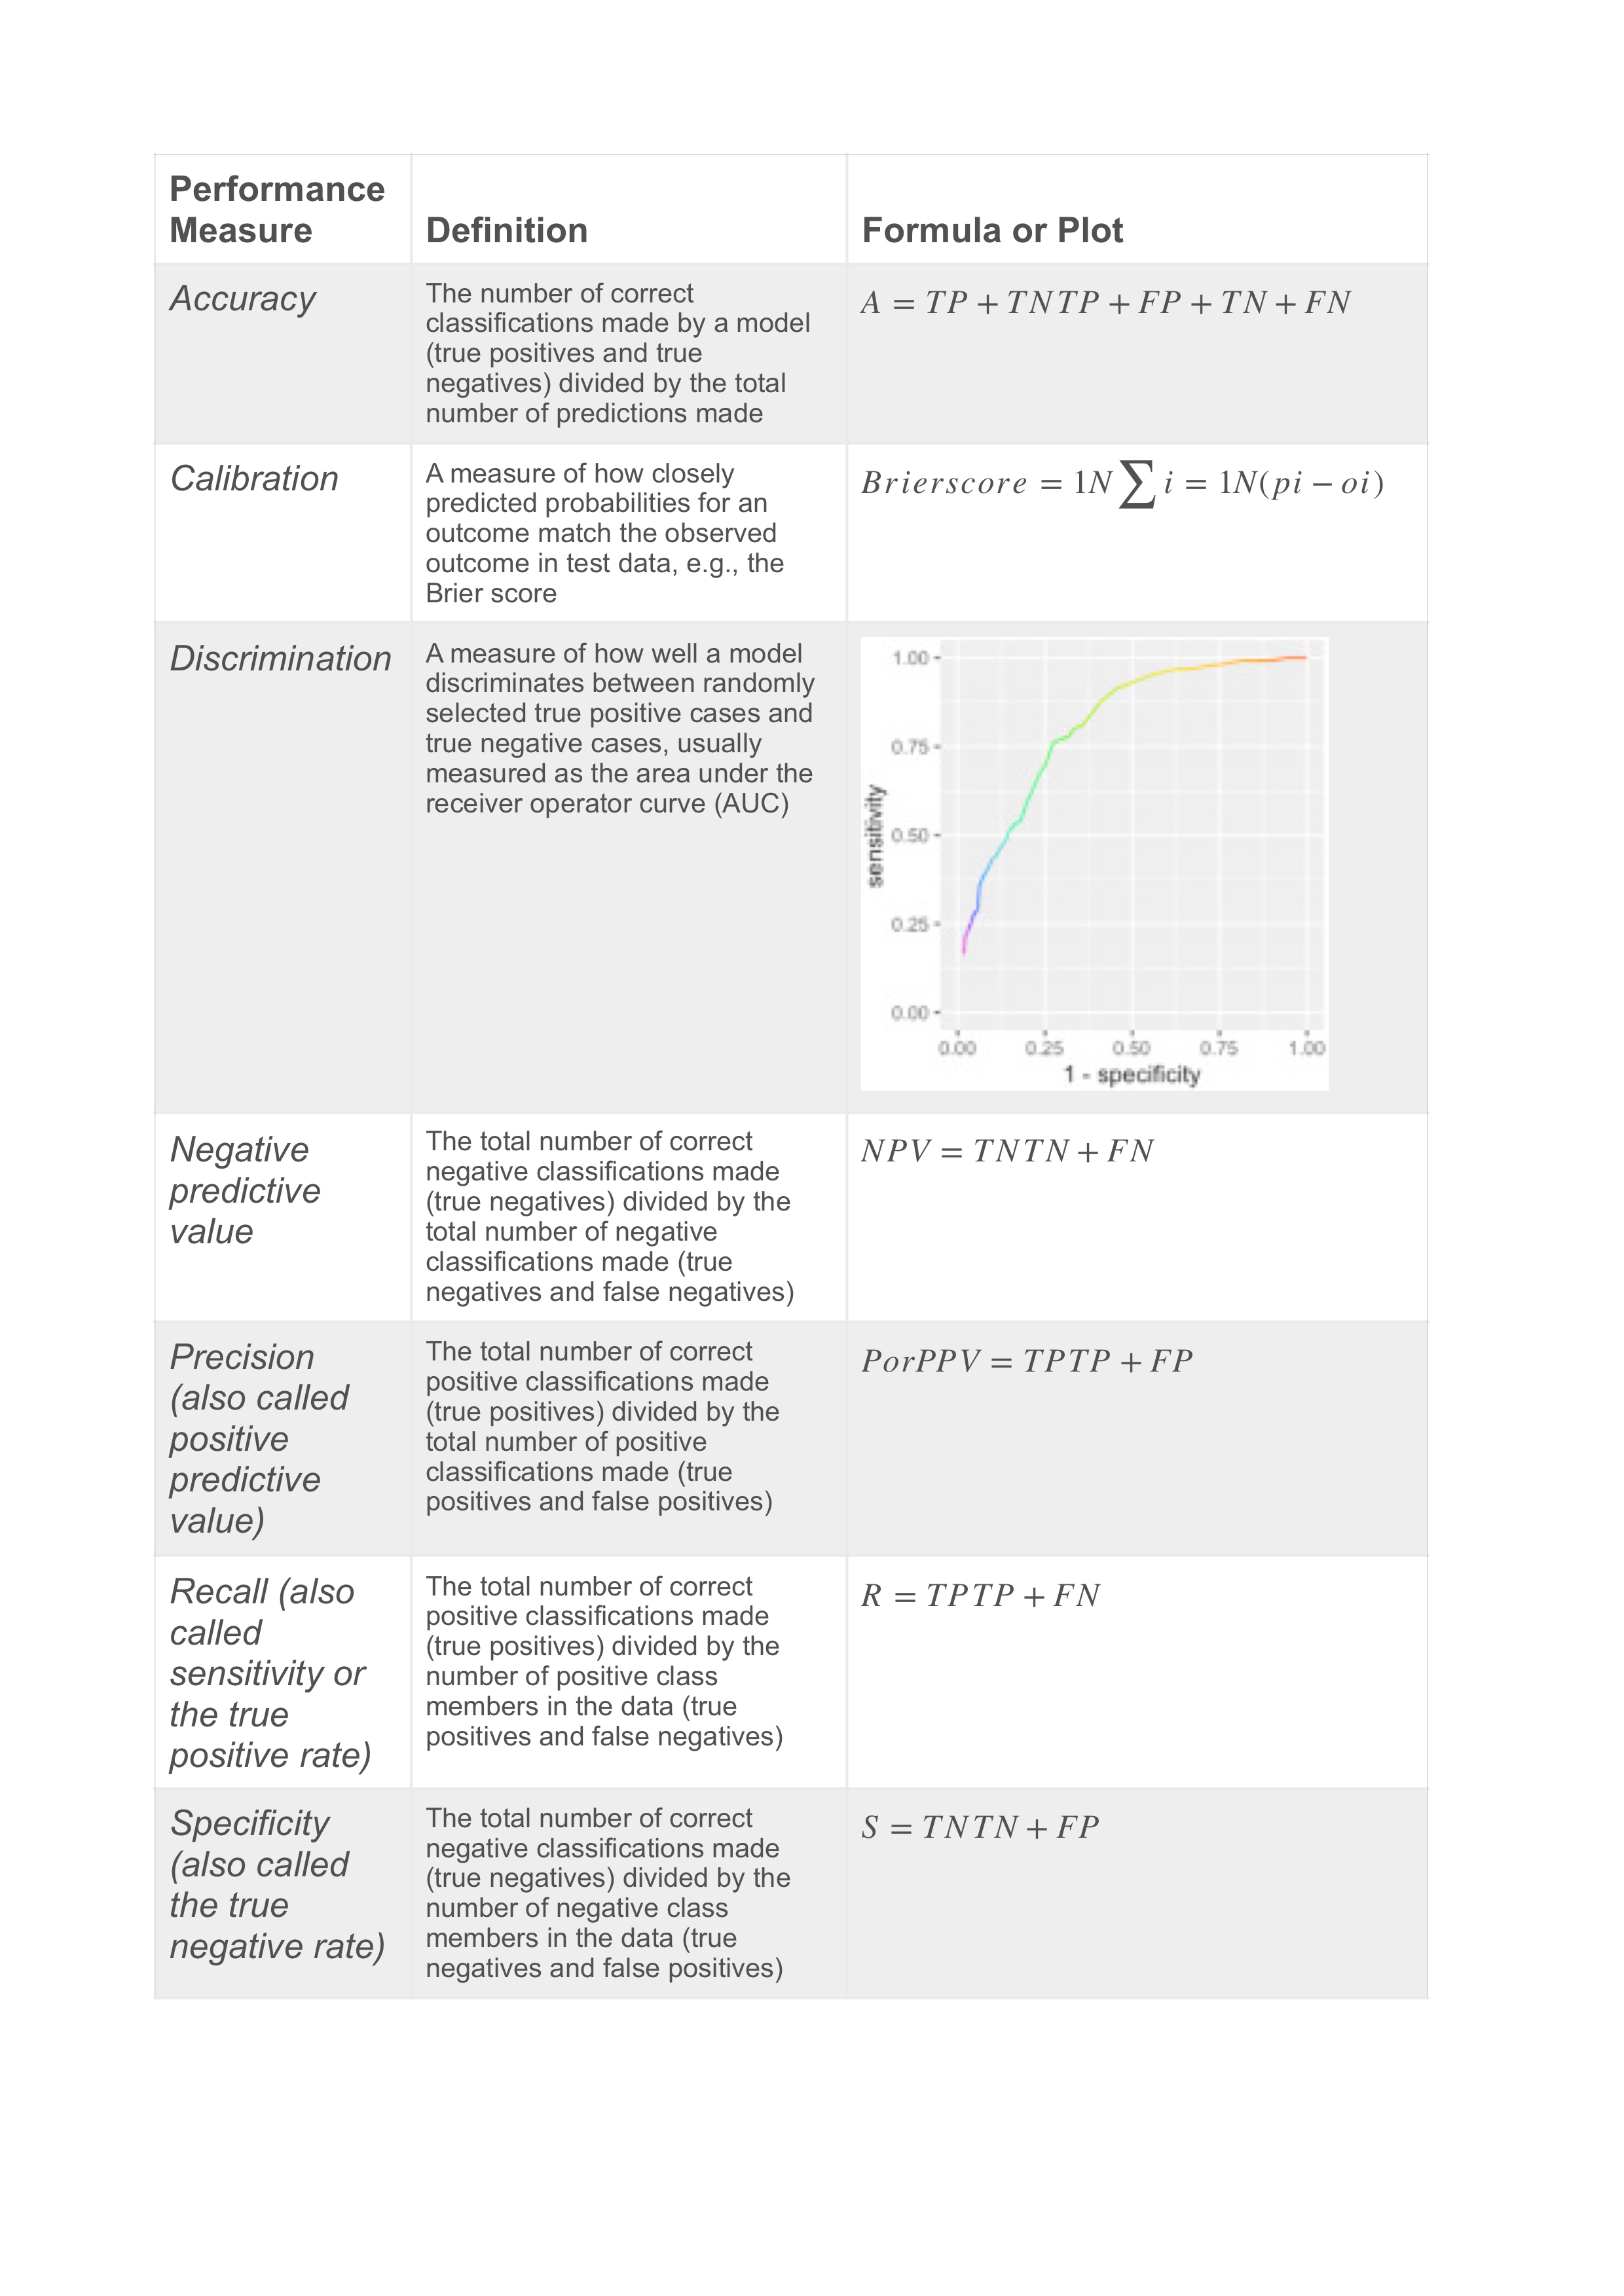 Performance
Measure
Definition
Formula or Plot
Accuracy
The number of correct
classifications made by a model
(true positives and true
negatives) divided by the total
number of predictions made
A = TP + TNTP + FP + TN + FN
Calibration
A measure of how closely
predicted probabilities for an
outcome match the observed
outcome in test data, e.g., the
Brier score
Brierscore = 1N∑i = 1N(pi − oi)
Discrimination
A measure of how well a model
discriminates between randomly
selected true positive cases and
true negative cases, usually
measured as the area under the
receiver operator curve (AUC)
1.00
0.75
0.50
0.25
0.00
sensitivity
0.00 0.25 0.50 0.75 1.00
1 - specificity
Negative
predictive
value
The total number of correct
negative classifications made
(true negatives) divided by the
total number of negative
classifications made (true
negatives and false negatives)
NPV = TNTN + FN
Precision
(also called
positive
predictive
value)
The total number of correct
positive classifications made
(true positives) divided by the
total number of positive
classifications made (true
positives and false positives)
PorPPV = TPTP + FP
Recall (also
called
sensitivity or
the true
positive rate)
The total number of correct
positive classifications made
(true positives) divided by the
number of positive class
members in the data (true
positives and false negatives)
R = TPTP + FN
Specificity
(also called
the true
negative rate)
The total number of correct
negative classifications made
(true negatives) divided by the
number of negative class
members in the data (true
negatives and false positives)
S = TNTN + FP